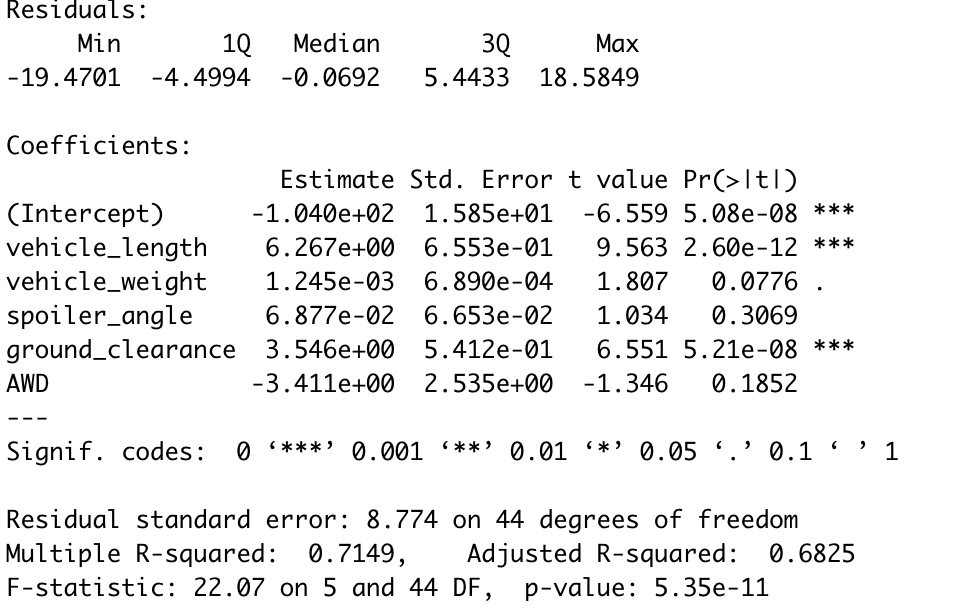 Residuals:
     Min       1Q   Median       3Q      Max
-19.4701  -4.4994  -0.0692   5.4433  18.5849
Coefficients:
                  Estimate Std. Error t value Pr(>|t|)
(Intercept)     -1.040e+02  1.585e+01  -6.559 5.08e-08 ***
vehicle_length   6.267e+00  6.553e-01   9.563 2.60e-12 ***
vehicle_weight   1.245e-03  6.890e-04   1.807   0.0776 .
spoiler_angle    6.877e-02  6.653e-02   1.034   0.3069
ground_clearance  3.546e+00  5.412e-01   6.551 5.21e-08 ***
AWD             -3.411e+00  2.535e+00  -1.346   0.1852
---
Signif. codes:  0 ‘***’ 0.001 ‘**’ 0.01 ‘*’ 0.05 ‘.’ 0.1 ‘ ’ 1
Residual standard error: 8.774 on 44 degrees of freedom
Multiple R-squared:  0.7149,    Adjusted R-squared:  0.6825
F-statistic: 22.07 on 5 and 44 DF,  p-value: 5.35e-11